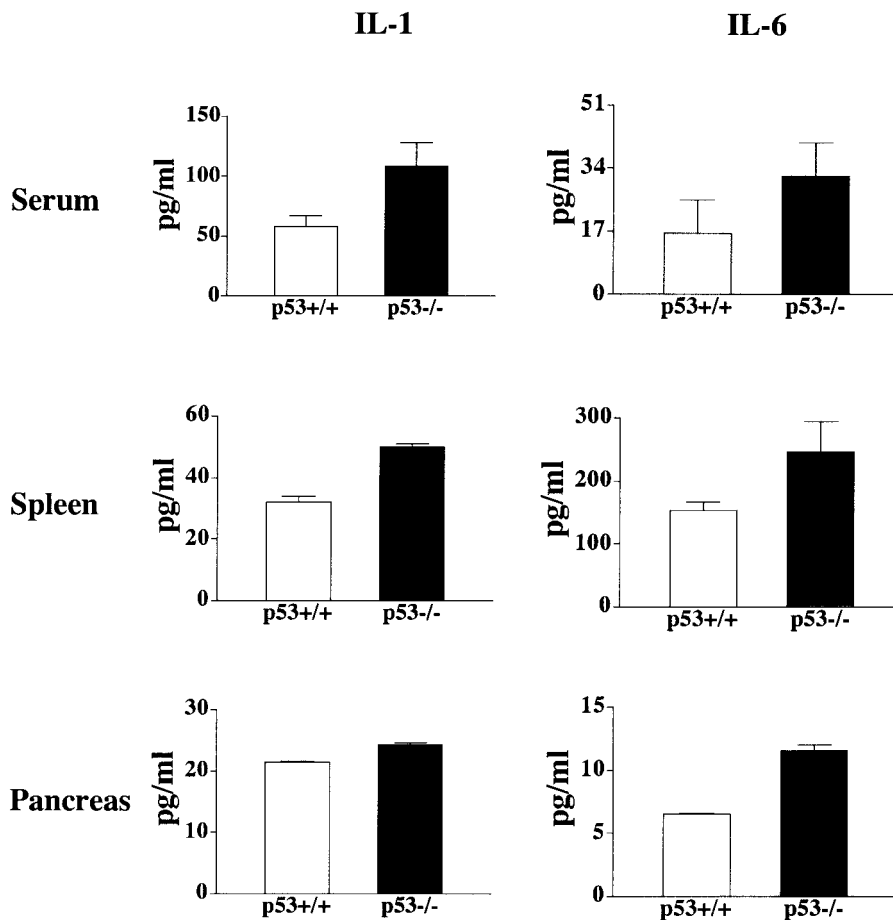 IL-1
IL-6
Serum
pg/ml
150
100
50
0
p53+/+
p53-/-
pg/ml
51
34
17
0
p53+/+
p53-/-
Spleen
pg/ml
60
40
20
0
p53+/+
p53-/-
pg/ml
300
200
100
0
p53+/+
p53-/-
Pancreas
pg/ml
30
20
10
0
p53+/+
p53-/-
pg/ml
15
10
5
0
p53+/+
p53-/-